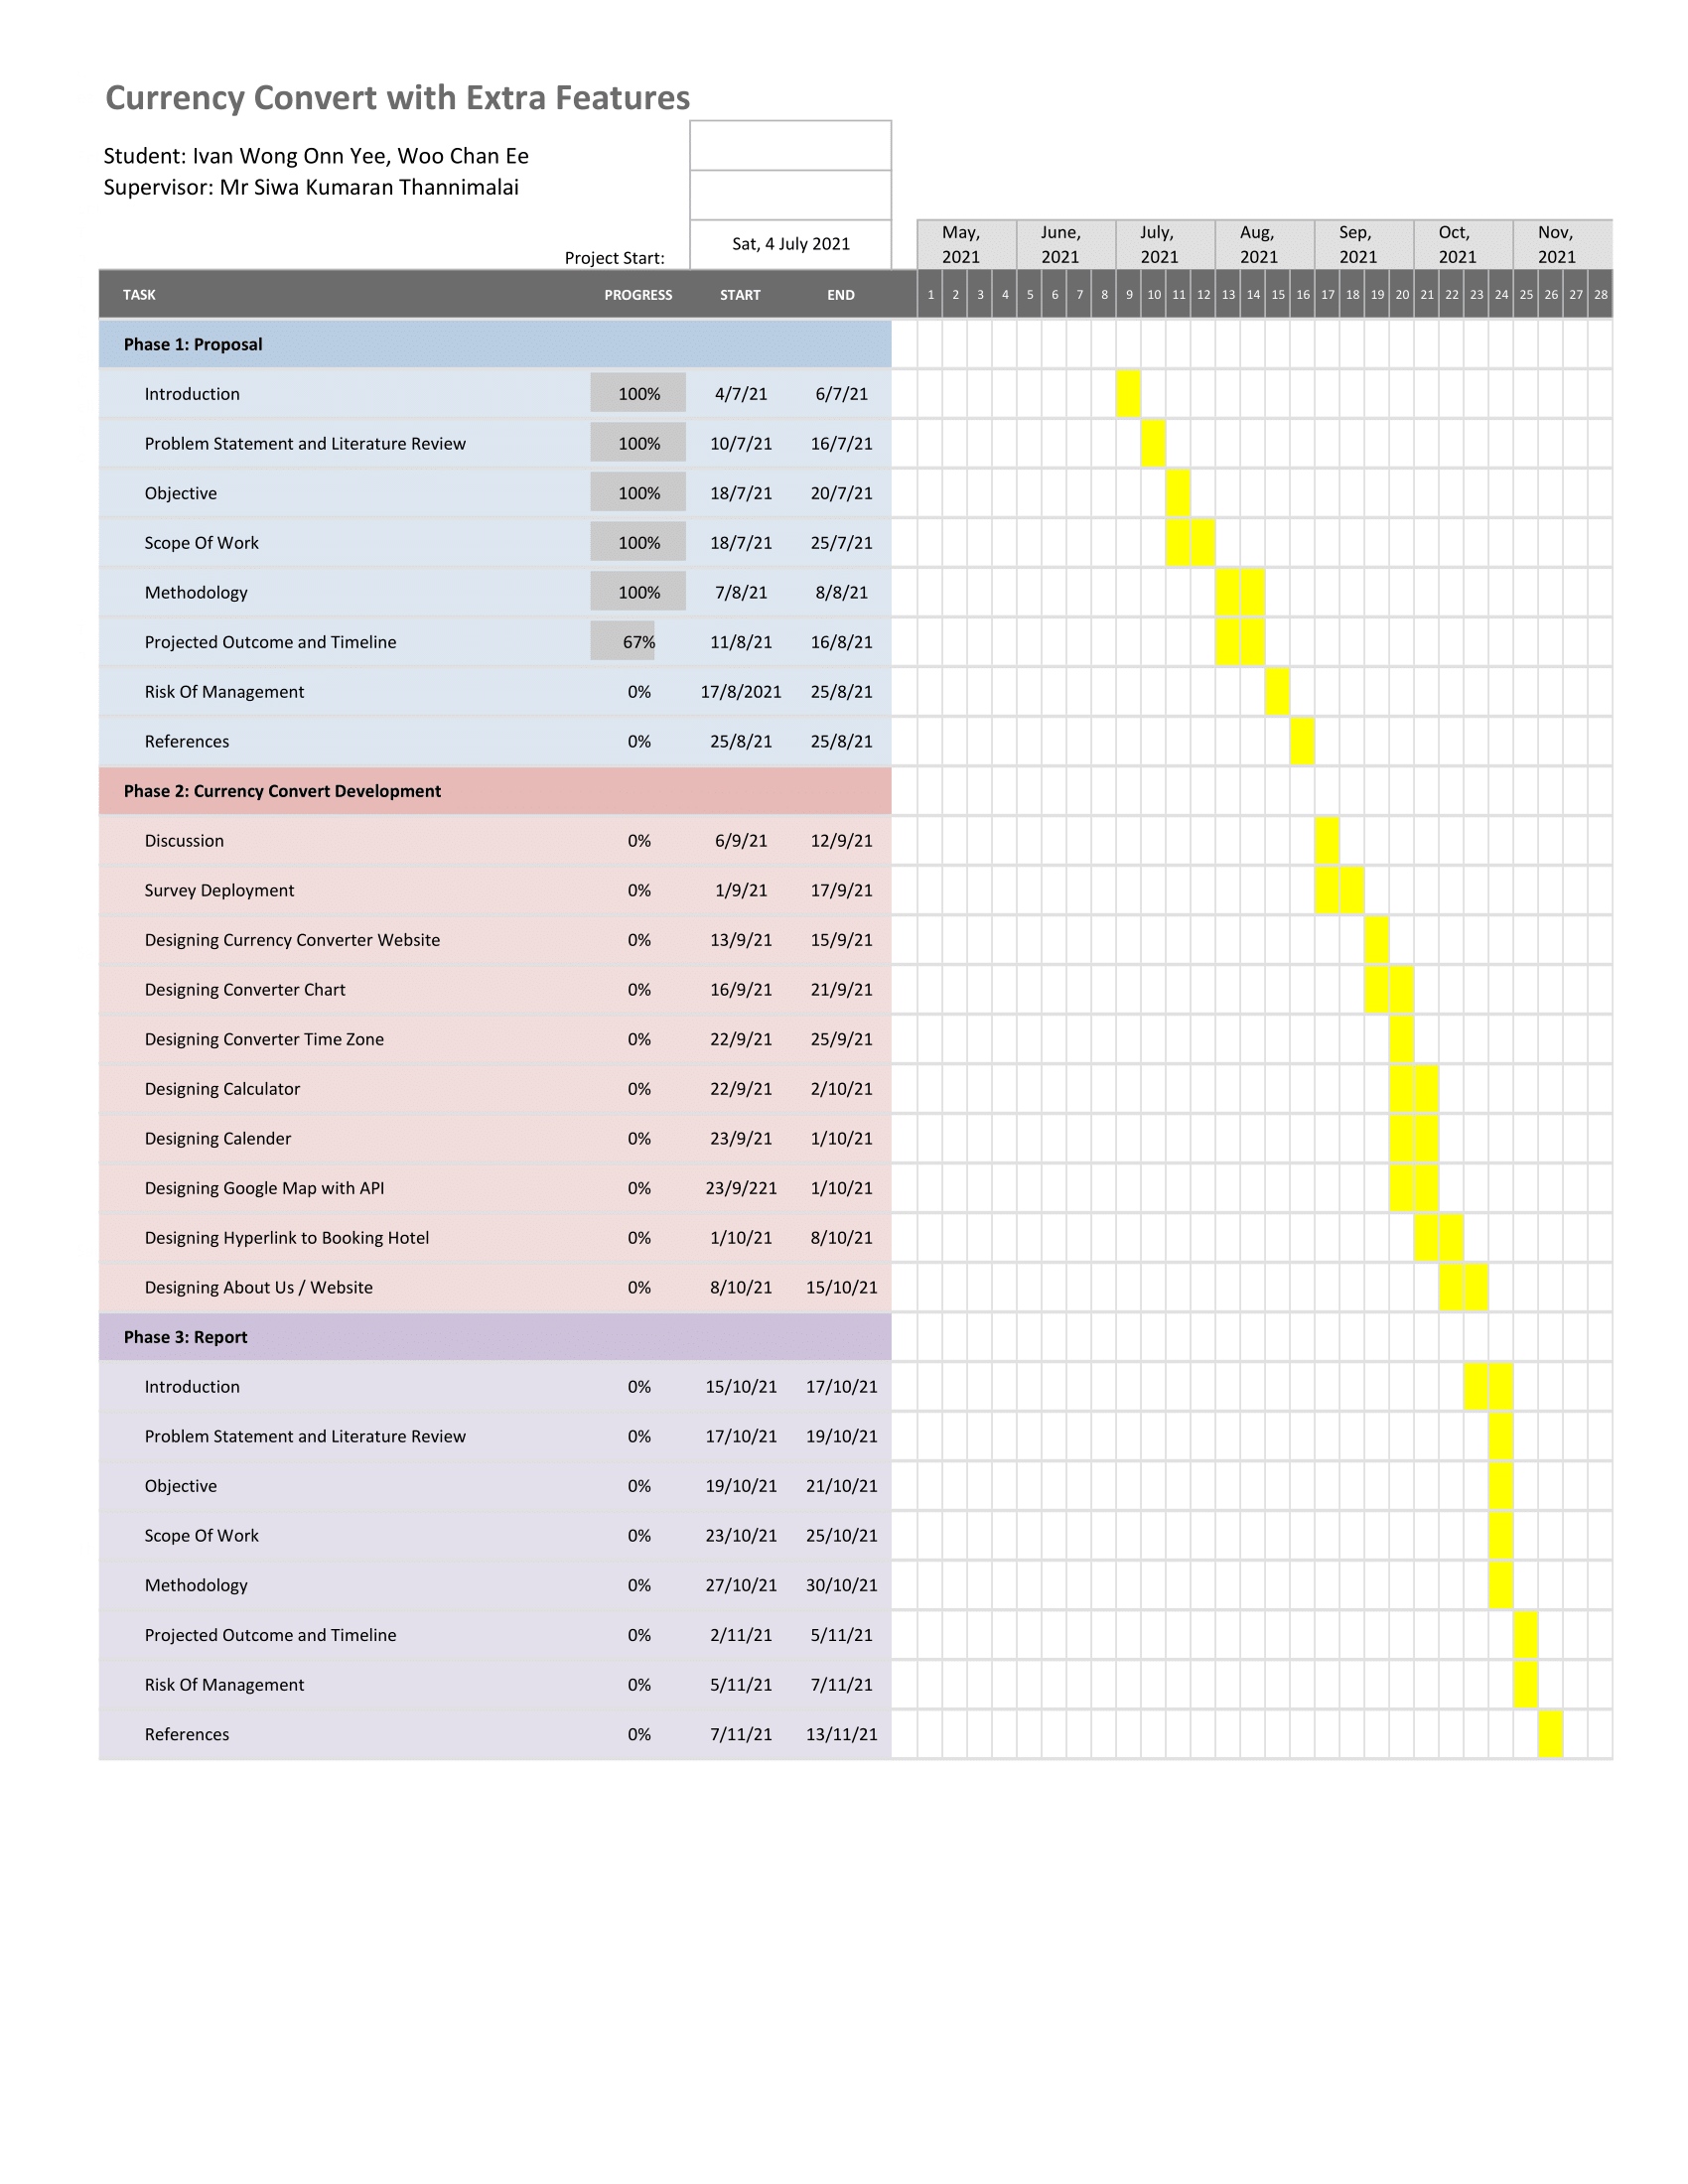 Currency Convert with Extra Features
Student: Ivan Wong Onn Yee, Woo Chan Ee
Supervisor: Mr Siwa Kumaran Thannimalai
Project Start: Sat, 4 July 2021
May, 2021 June, 2021 July, 2021 Aug, 2021 Sep, 2021 Oct, 2021 Nov, 2021
TASK PROGRESS START END 1 2 3 4 5 6 7 8 9 10 11 12 13 14 15 16 17 18 19 20 21 22 23 24 25 26 27 28
Phase 1: Proposal
Introduction 100% 4/7/21 6/7/21
Problem Statement and Literature Review 100% 10/7/21 16/7/21
Objective 100% 18/7/21 20/7/21
Scope Of Work 100% 18/7/21 25/7/21
Methodology 100% 7/8/21 8/8/21
Projected Outcome and Timeline 67% 11/8/21 16/8/21
Risk Of Management 0% 17/8/2021 25/8/21
References 0% 25/8/21 25/8/21
Phase 2: Currency Convert Development
Discussion 0% 6/9/21 12/9/21
Survey Deployment 0% 1/9/21 17/9/21
Designing Currency Converter Website 0% 13/9/21 15/9/21
Designing Converter Chart 0% 16/9/21 21/9/21
Designing Converter Time Zone 0% 22/9/21 25/9/21
Designing Calculator 0% 22/9/21 2/10/21
Designing Calender 0% 23/9/21 1/10/21
Designing Google Map with API 0% 23/9/221 1/10/21
Designing Hyperlink to Booking Hotel 0% 1/10/21 8/10/21
Designing About Us / Website 0% 8/10/21 15/10/21
Phase 3: Report
Introduction 0% 15/10/21 17/10/21
Problem Statement and Literature Review 0% 17/10/21 19/10/21
Objective 0% 19/10/21 21/10/21
Scope Of Work 0% 23/10/21 25/10/21
Methodology 0% 27/10/21 30/10/21
Projected Outcome and Timeline 0% 2/11/21 5/11/21
Risk Of Management 0% 5/11/21 7/11/21
References 0% 7/11/21 13/11/21